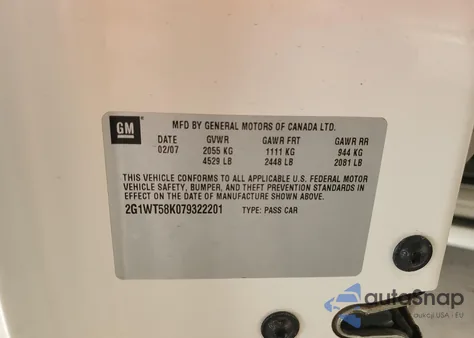 GM
MFD BY GENERAL MOTORS OF CANADA LTD.
DATE GVWR GAWR FRT GAWR RR
02/07 2055 KG 1111 KG 944 KG
4529 LB 2448 LB 2081 LB
THIS VEHICLE CONFORMS TO ALL APPLICABLE U.S. FEDERAL MOTOR
VEHICLE SAFETY, BUMPER, AND THEFT PREVENTION STANDARDS IN
EFFECT ON THE DATE OF MANUFACTURE SHOWN ABOVE.
2G1WT58K079322201 TYPE: PASS CAR
autoSnap
aukcji USA i EU